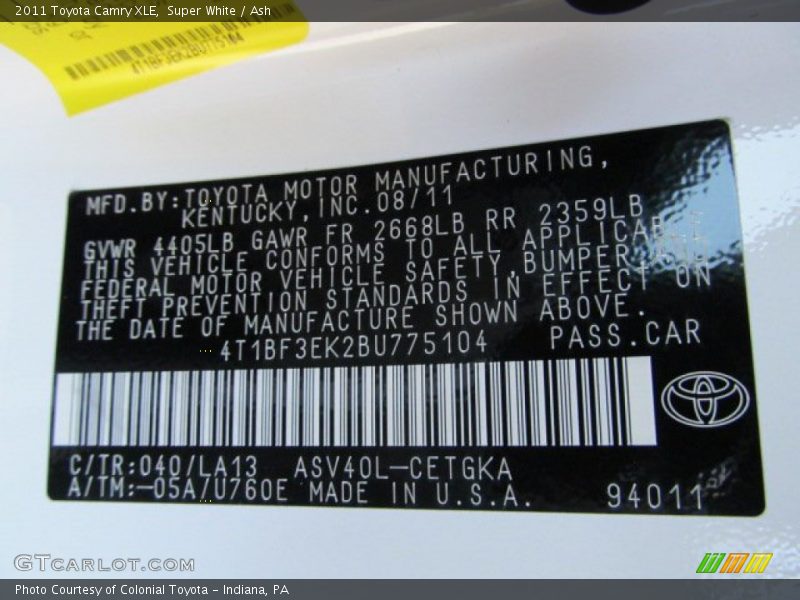 2011 Toyota Camry XLE, Super White / Ash
4T1BF3EK2BU775104
MFD.BY:TOYOTA MOTOR MANUFACTURING,
KENTUCKY,INC.08/11
GVWR 4405LB GAWR FR 2668LB RR 2359LB
THIS VEHICLE CONFORMS TO ALL APPLICABLE
FEDERAL MOTOR VEHICLE SAFETY,BUMPER
THEFT PREVENTION STANDARDS IN EFFECT ON
THE DATE OF MANUFACTURE SHOWN ABOVE.
4T1BF3EK2BU775104 PASS.CAR
C/TR:040/LA13 ASV40L-CETGKA
A/TM:-05A/U760E MADE IN U.S.A. 94011
GTCARLOT.COM
Photo Courtesy of Colonial Toyota - Indiana, PA